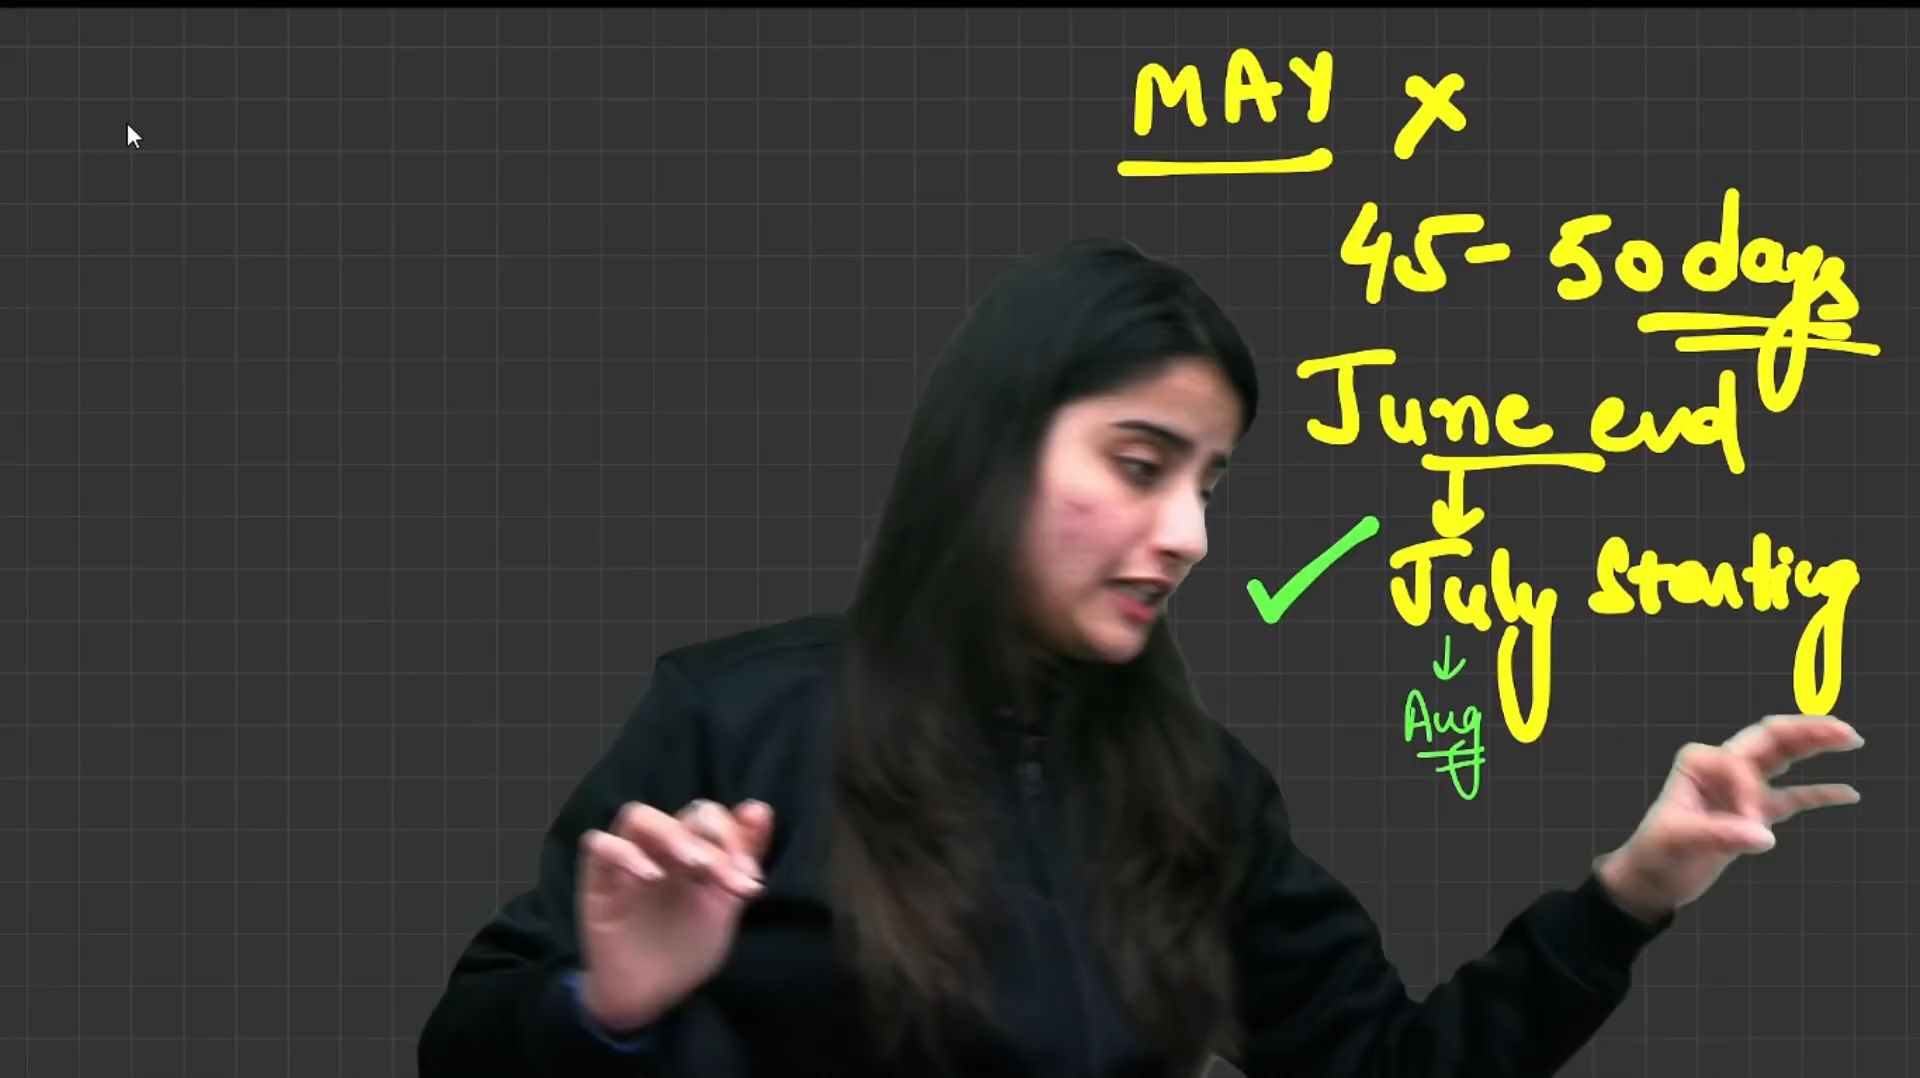 MAY x
45-50 days
June end
↓
✓ July Starting
↓
Aug